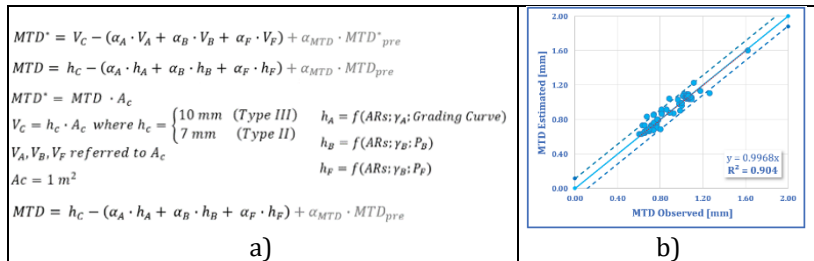 MTD* = V_C − (α_A · V_A + α_B · V_B + α_F · V_F) + α_MTD · MTD*_pre
MTD = h_C − (α_A · h_A + α_B · h_B + α_F · h_F) + α_MTD · MTD_pre
MTD* = MTD · A_c
V_C = h_c · A_c where h_c = { 10 mm (Type III)
7 mm (Type II)
V_A, V_B, V_F referred to A_c
Ac = 1 m²
h_A = f(ARs; γ_A; Grading Curve)
h_B = f(ARs; γ_B; P_B)
h_F = f(ARs; γ_B; P_F)
MTD = h_C − (α_A · h_A + α_B · h_B + α_F · h_F) + α_MTD · MTD_pre
a)
MTD Estimated [mm]
2.00
1.60
1.20
0.80
0.40
0.00
y = 0.9968x
R² = 0.904
0.00 0.40 0.80 1.20 1.60 2.00
MTD Observed [mm]
b)